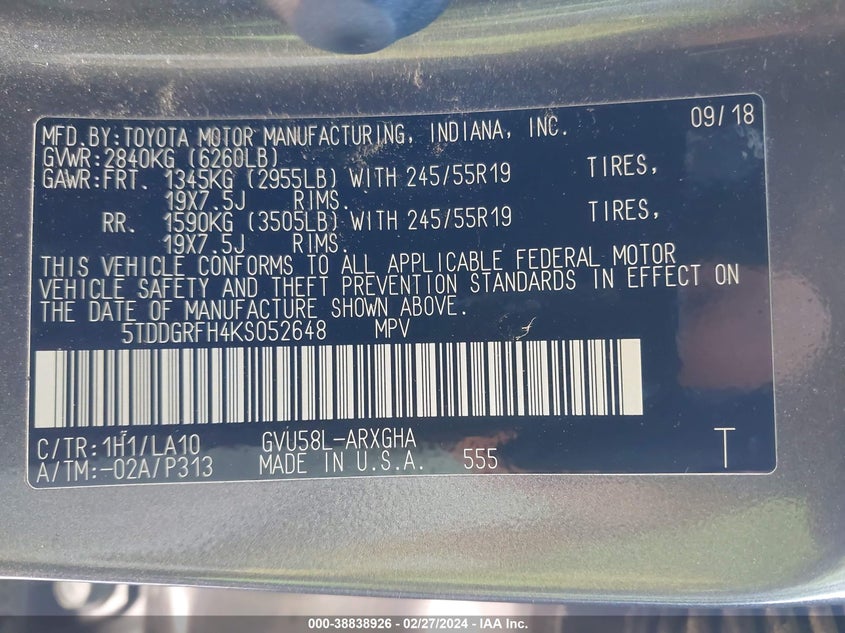 MFD.BY:TOYOTA MOTOR MANUFACTURING, INDIANA, INC. 09/18
GVWR:2840KG (6260LB)
GAWR:FRT. 1345KG (2955LB) WITH 245/55R19 TIRES,
19X7.5J RIMS.
RR. 1590KG (3505LB) WITH 245/55R19 TIRES,
19X7.5J RIMS.
THIS VEHICLE CONFORMS TO ALL APPLICABLE FEDERAL MOTOR
VEHICLE SAFETY AND THEFT PREVENTION STANDARDS IN EFFECT ON
THE DATE OF MANUFACTURE SHOWN ABOVE.
5TDDGRFH4KS052648 MPV
C/TR:1H1/LA10 GVU58L-ARXGHA
A/TM:-02A/P313 MADE IN U.S.A. 555 T
000-38838926 - 02/27/2024 - IAA Inc.